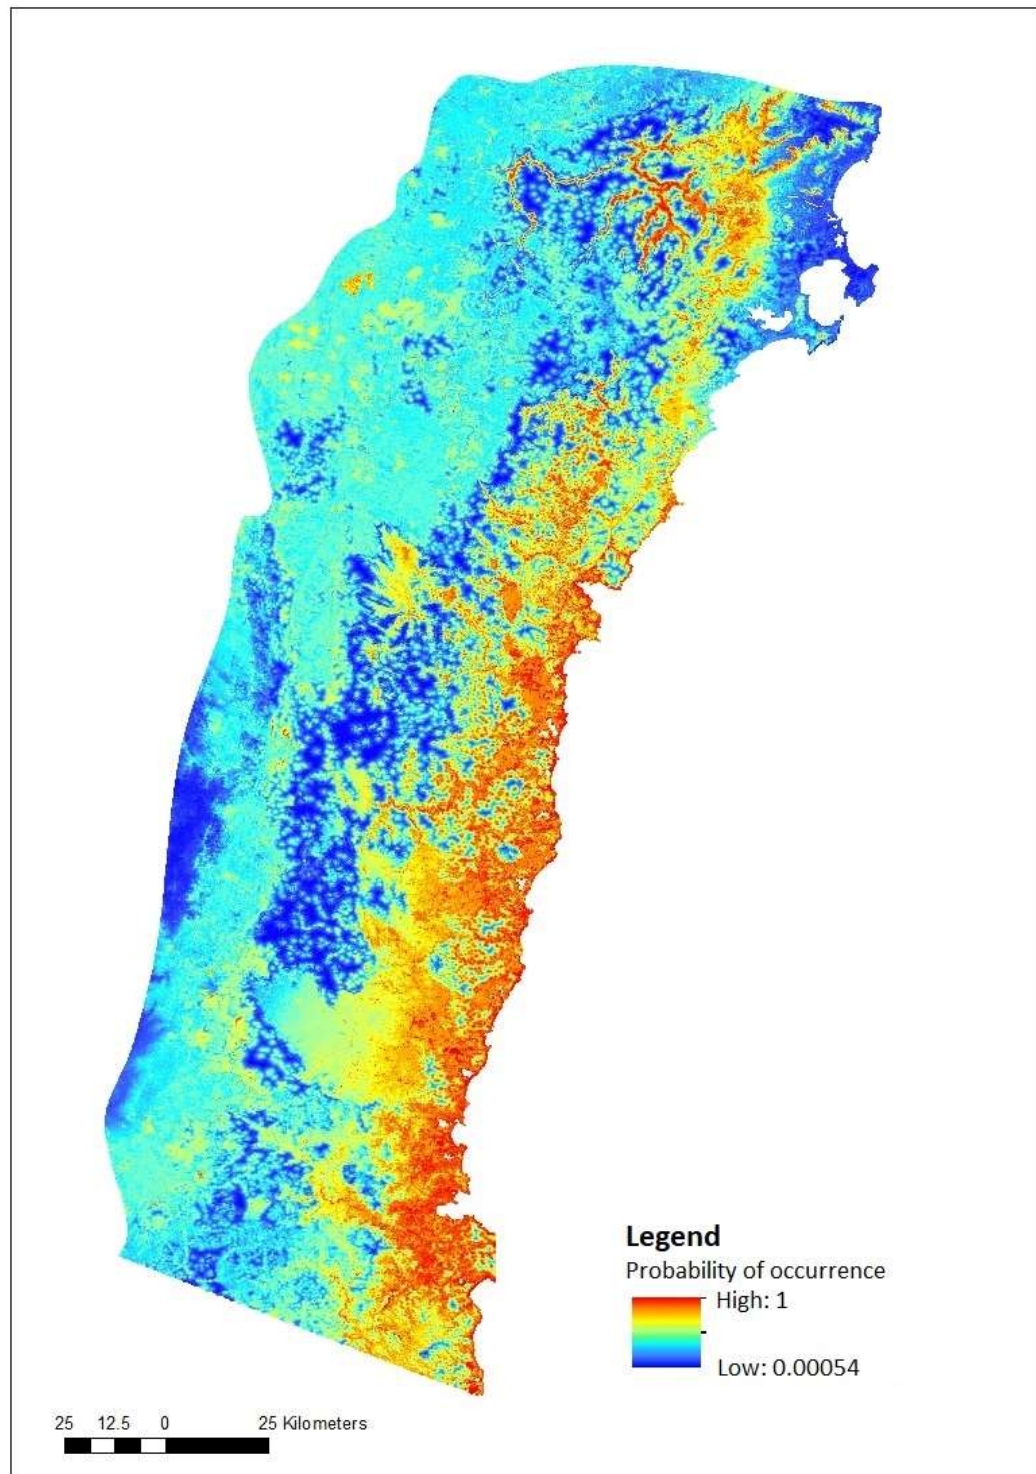 Legend
Probability of occurrence
High: 1
Low: 0.00054
25 12.5 0 25 Kilometers